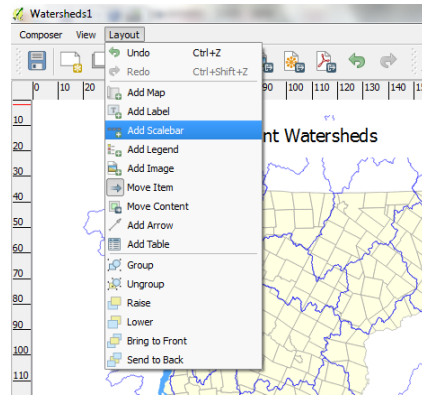 Watersheds1
Composer View Layout
0 10 20 90 100 110 120 130 140
Undo Ctrl+Z
Redo Ctrl+Shift+Z
Add Map
Add Label
Add Scalebar
Add Legend
Add Image
Move Item
Move Content
Add Arrow
Add Table
Group
Ungroup
Raise
Lower
Bring to Front
Send to Back
10
20
30
40
50
60
70
80
90
100
110
nt Watersheds